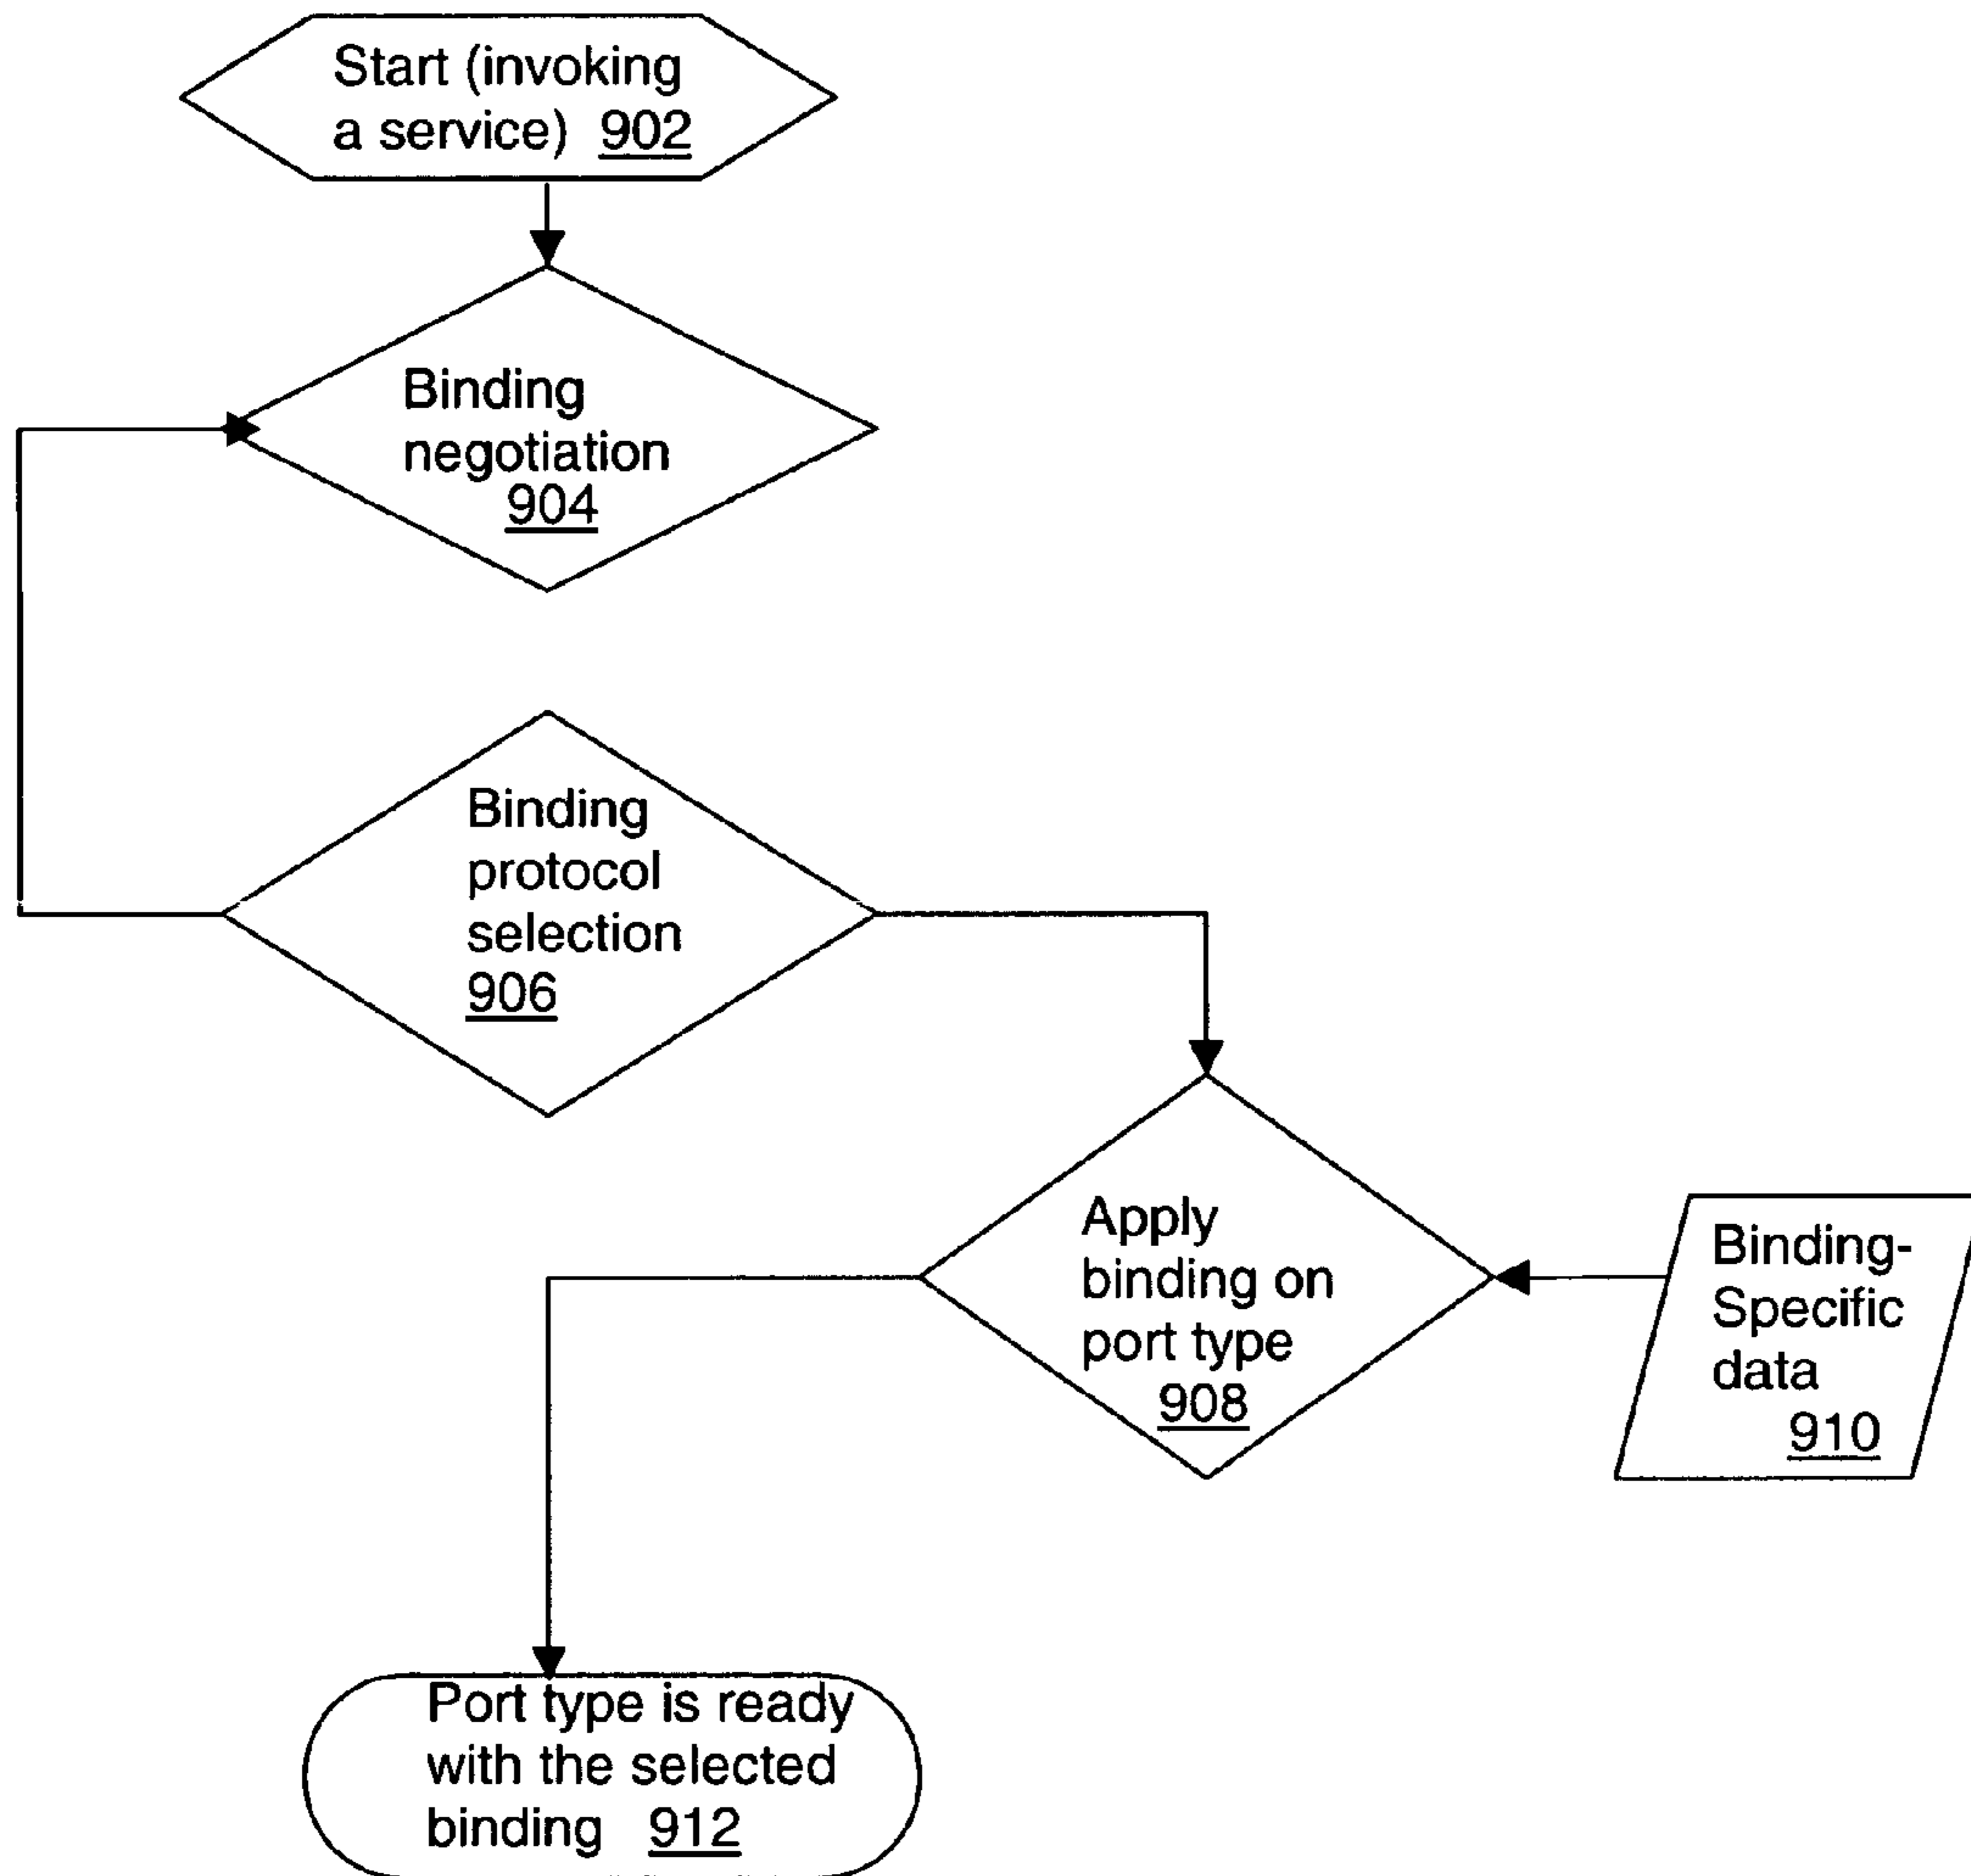 Start (invoking
a service) 902
Binding
negotiation
904
Binding
protocol
selection
906
Apply
binding on
port type
908
Binding-
Specific
data
910
Port type is ready
with the selected
binding 912